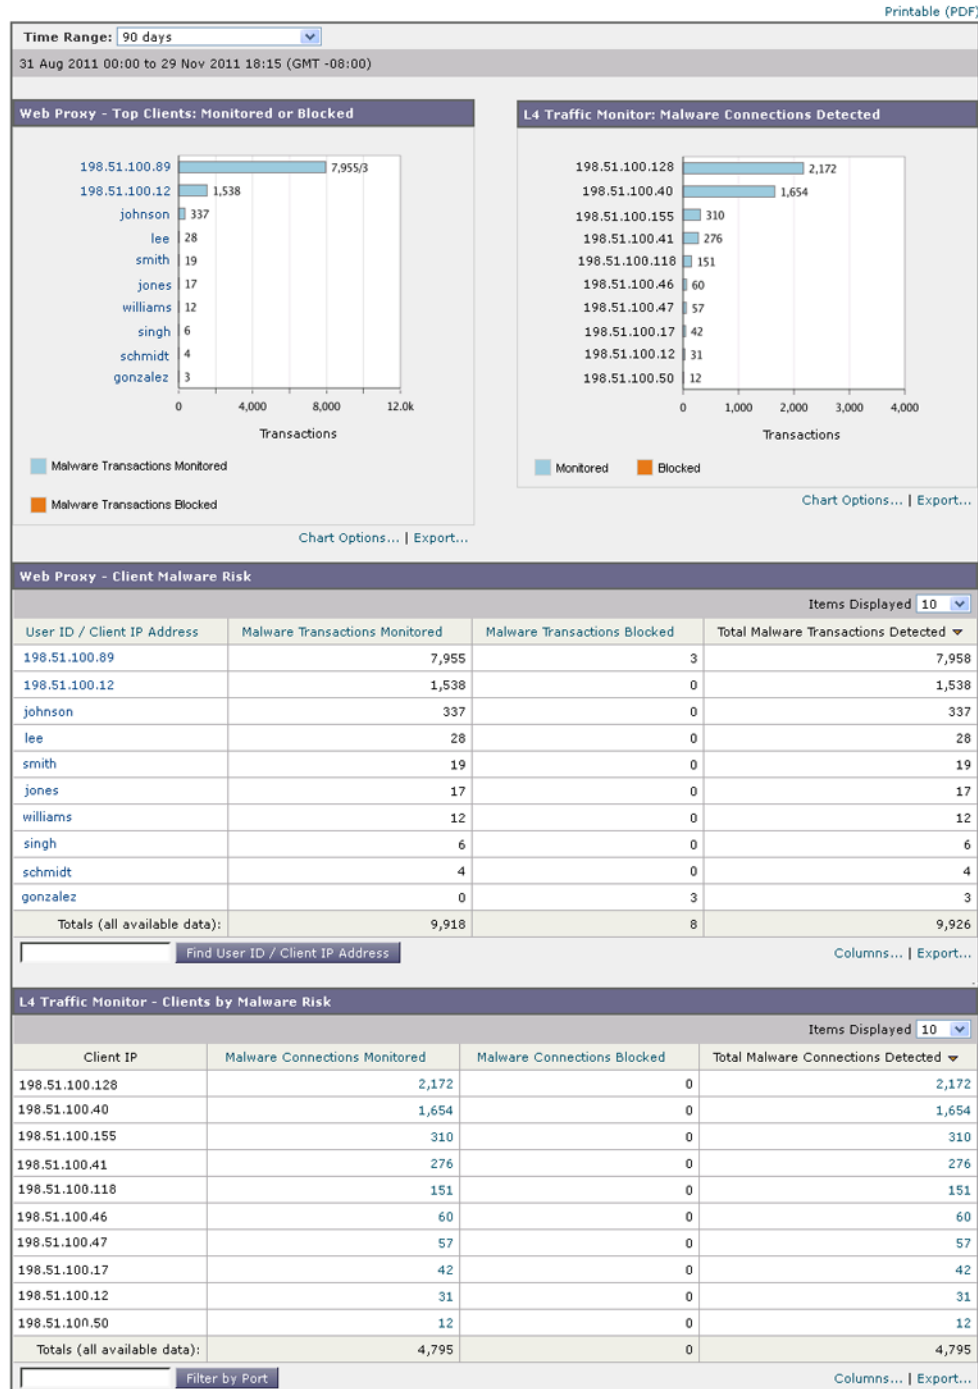 Printable (PDF)
Time Range: 90 days
31 Aug 2011 00:00 to 29 Nov 2011 18:15 (GMT -08:00)
Web Proxy - Top Clients: Monitored or Blocked
198.51.100.89 7,955/3
198.51.100.12 1,538
johnson 337
lee 28
smith 19
jones 17
williams 12
singh 6
schmidt 4
gonzalez 3
0 4,000 8,000 12.0k
Transactions
Malware Transactions Monitored
Malware Transactions Blocked
Chart Options... | Export...
L4 Traffic Monitor: Malware Connections Detected
198.51.100.128 2,172
198.51.100.40 1,654
198.51.100.155 310
198.51.100.41 276
198.51.100.118 151
198.51.100.46 60
198.51.100.47 57
198.51.100.17 42
198.51.100.12 31
198.51.100.50 12
0 1,000 2,000 3,000 4,000
Transactions
Monitored Blocked
Chart Options... | Export...
Web Proxy - Client Malware Risk
Items Displayed 10
User ID / Client IP Address Malware Transactions Monitored Malware Transactions Blocked Total Malware Transactions Detected
198.51.100.89 7,955 3 7,958
198.51.100.12 1,538 0 1,538
johnson 337 0 337
lee 28 0 28
smith 19 0 19
jones 17 0 17
williams 12 0 12
singh 6 0 6
schmidt 4 0 4
gonzalez 0 3 3
Totals (all available data): 9,918 8 9,926
Find User ID / Client IP Address Columns... | Export...
L4 Traffic Monitor - Clients by Malware Risk
Items Displayed 10
Client IP Malware Connections Monitored Malware Connections Blocked Total Malware Connections Detected
198.51.100.128 2,172 0 2,172
198.51.100.40 1,654 0 1,654
198.51.100.155 310 0 310
198.51.100.41 276 0 276
198.51.100.118 151 0 151
198.51.100.46 60 0 60
198.51.100.47 57 0 57
198.51.100.17 42 0 42
198.51.100.12 31 0 31
198.51.100.50 12 0 12
Totals (all available data): 4,795 0 4,795
Filter by Port Columns... | Export...